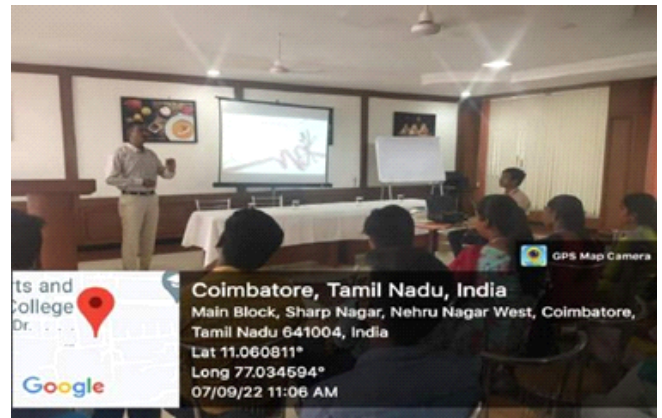 GPS Map Camera
rts and
College
Dr.
Google
Coimbatore, Tamil Nadu, India
Main Block, Sharp Nagar, Nehru Nagar West, Coimbatore,
Tamil Nadu 641004, India
Lat 11.060811°
Long 77.034594°
07/09/22 11:06 AM